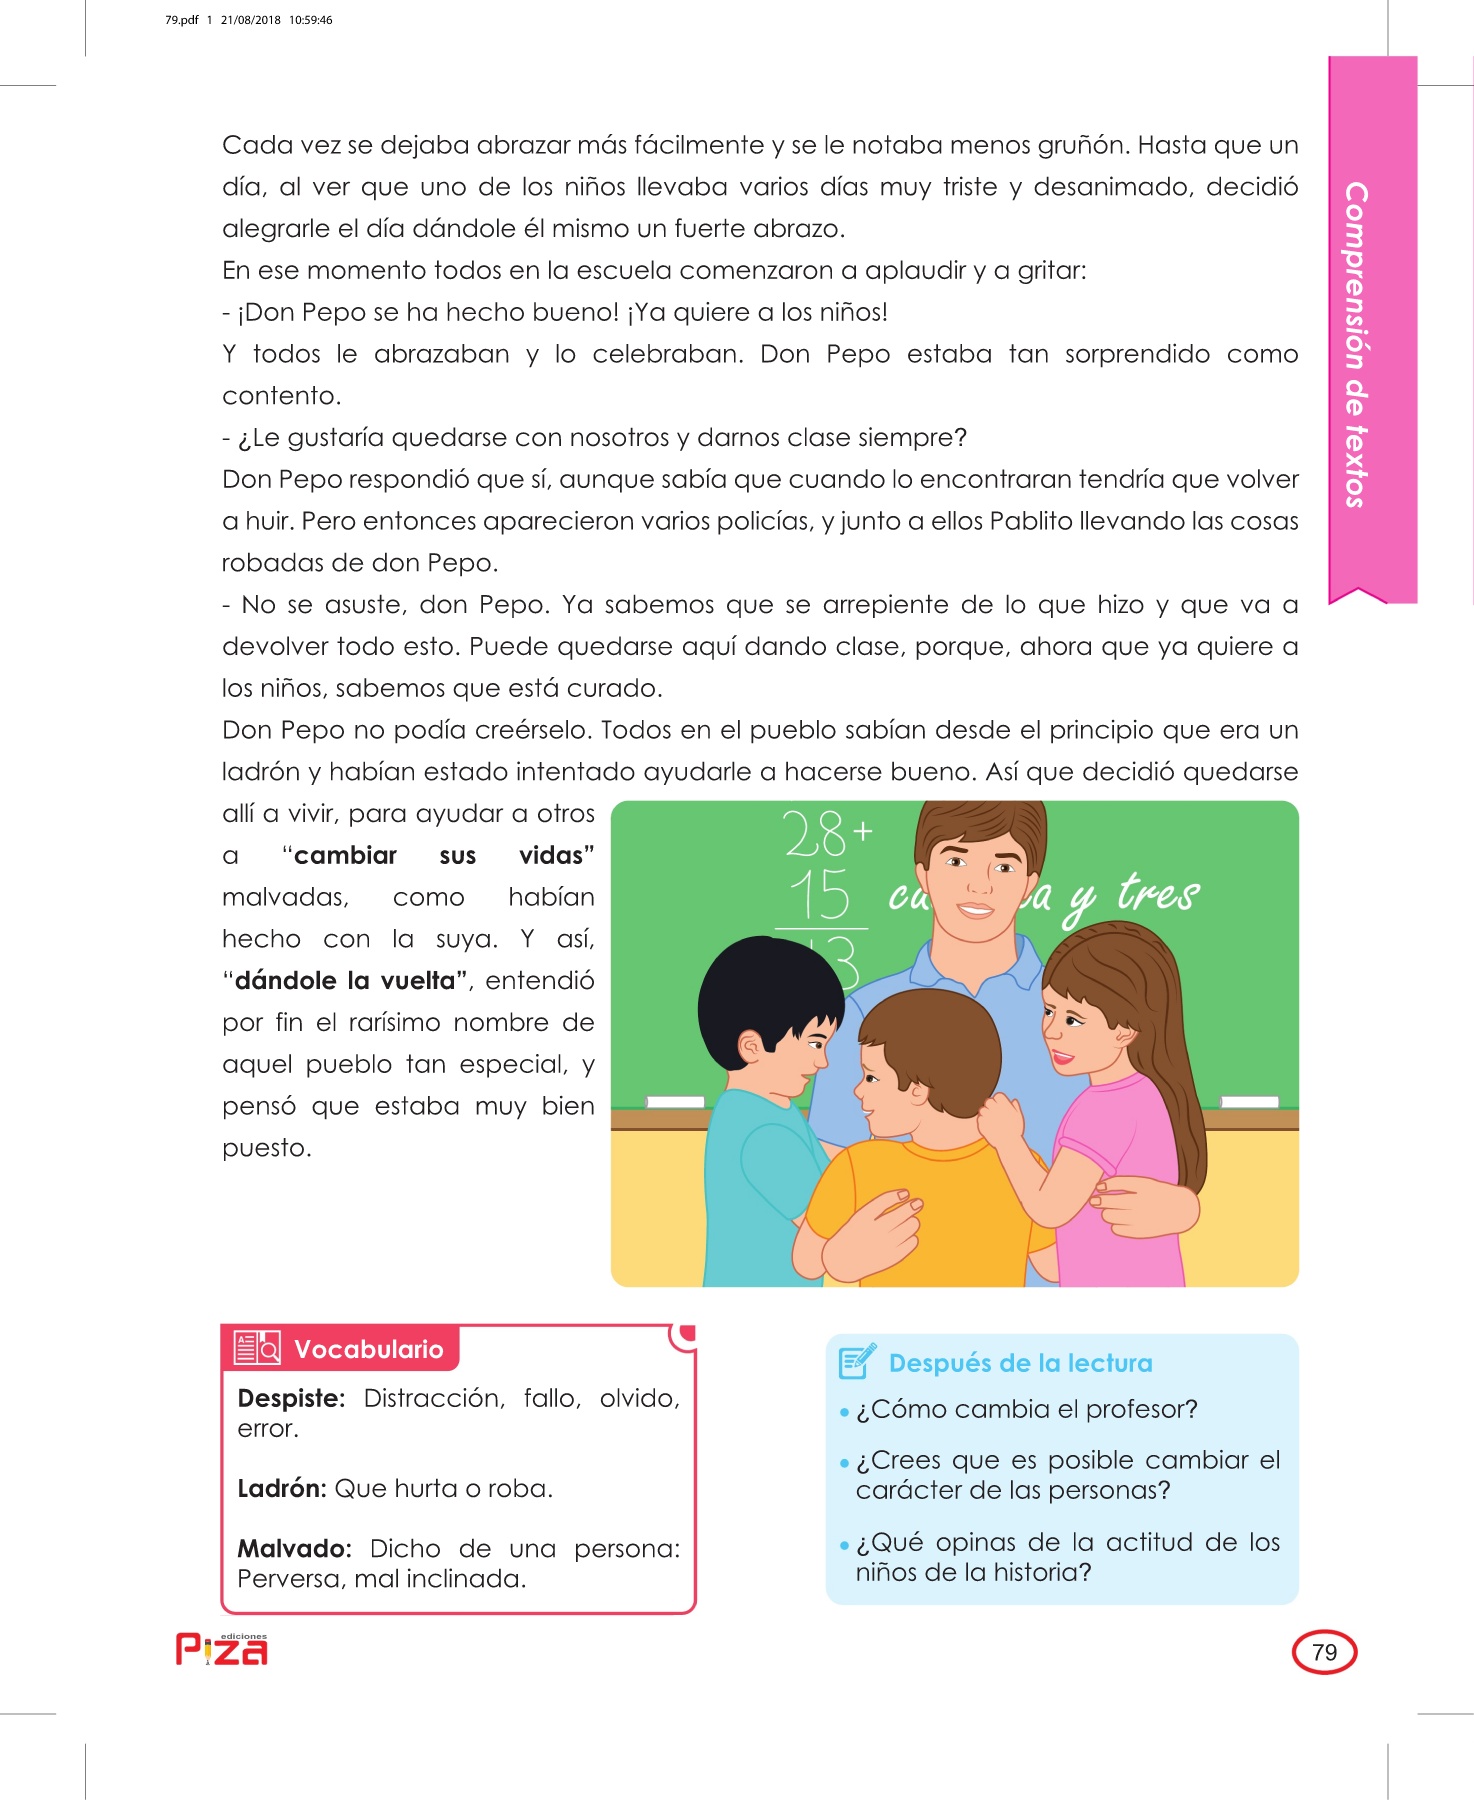 79.pdf 1 21/08/2018 10:59:46
Cada vez se dejaba abrazar más fácilmente y se le notaba menos gruñón. Hasta que un
día, al ver que uno de los niños llevaba varios días muy triste y desanimado, decidió
alegrarle el día dándole él mismo un fuerte abrazo.
En ese momento todos en la escuela comenzaron a aplaudir y a gritar:
- ¡Don Pepo se ha hecho bueno! ¡Ya quiere a los niños!
Y todos le abrazaban y lo celebraban. Don Pepo estaba tan sorprendido como
contento.
- ¿Le gustaría quedarse con nosotros y darnos clase siempre?
Don Pepo respondió que sí, aunque sabía que cuando lo encontraran tendría que volver
a huir. Pero entonces aparecieron varios policías, y junto a ellos Pablito llevando las cosas
robadas de don Pepo.
- No se asuste, don Pepo. Ya sabemos que se arrepiente de lo que hizo y que va a
devolver todo esto. Puede quedarse aquí dando clase, porque, ahora que ya quiere a
los niños, sabemos que está curado.
Don Pepo no podía creérselo. Todos en el pueblo sabían desde el principio que era un
ladrón y habían estado intentado ayudarle a hacerse bueno. Así que decidió quedarse
allí a vivir, para ayudar a otros
a “cambiar sus vidas”
malvadas, como habían
hecho con la suya. Y así,
“dándole la vuelta”, entendió
por fin el rarísimo nombre de
aquel pueblo tan especial, y
pensó que estaba muy bien
puesto.
28+
15
3
y tres
Comprensión de textos
Vocabulario
Despiste: Distracción, fallo, olvido,
error.
Ladrón: Que hurta o roba.
Malvado: Dicho de una persona:
Perversa, mal inclinada.
Después de la lectura
• ¿Cómo cambia el profesor?
• ¿Crees que es posible cambiar el
carácter de las personas?
• ¿Qué opinas de la actitud de los
niños de la historia?
ediciones
Piza
79